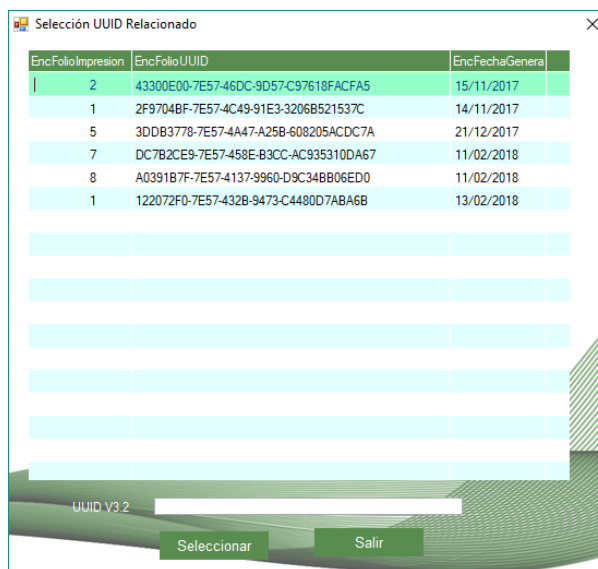 Selección UUID Relacionado
EncFolioImpresion EncFolioUUID EncFechaGenera
2 43300E00-7E57-46DC-9D57-C97618FACFA5 15/11/2017
1 2F9704BF-7E57-4C49-91E3-3206B521537C 14/11/2017
5 3DDB3778-7E57-4A47-A25B-608205ACDC7A 21/12/2017
7 DC7B2CE9-7E57-458E-B3CC-AC935310DA67 11/02/2018
8 A0391B7F-7E57-4137-9960-D9C34BB06ED0 11/02/2018
1 122072F0-7E57-432B-9473-C4480D7ABA6B 13/02/2018
UUID V3.2
Seleccionar Salir